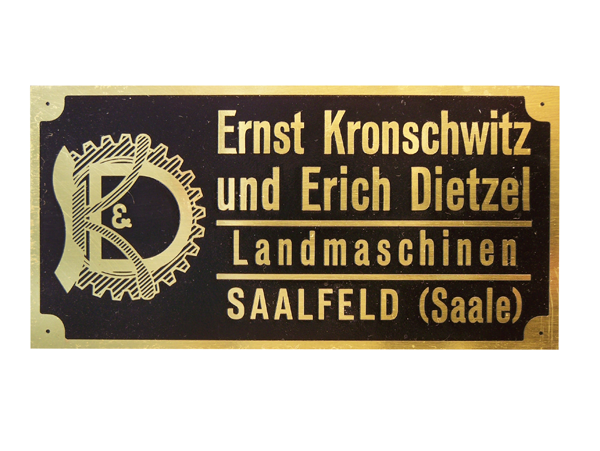 K & D
Ernst Kronschwitz
und Erich Dietzel
Landmaschinen
SAALFELD (Saale)